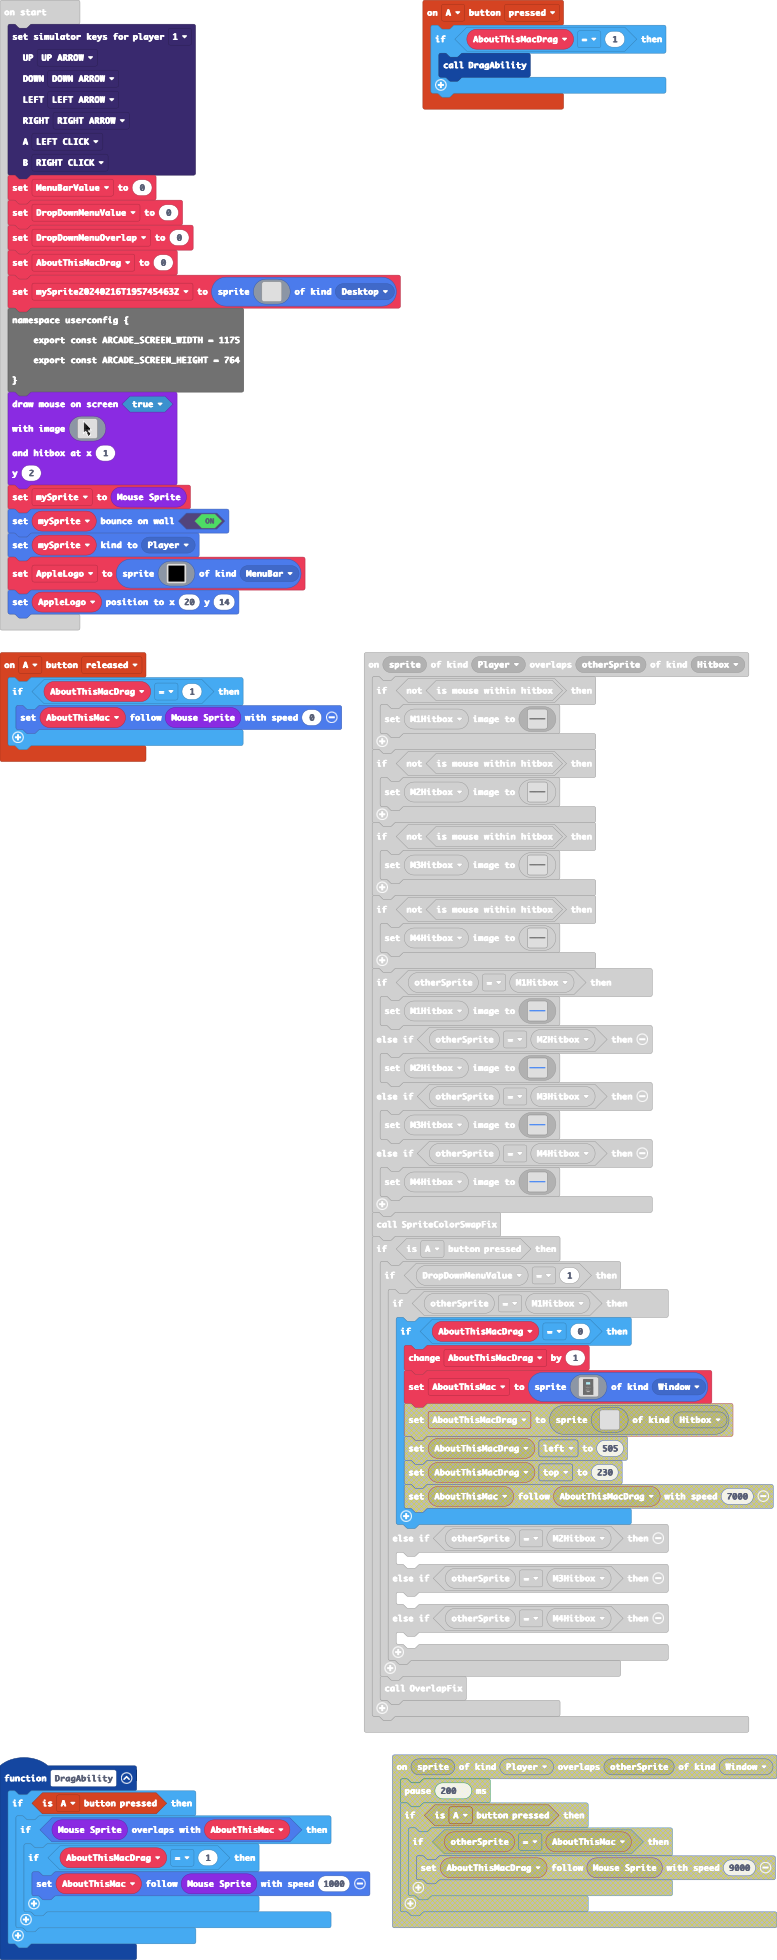 on start
set simulator keys for player 1
UP UP ARROW
DOWN DOWN ARROW
LEFT LEFT ARROW
RIGHT RIGHT ARROW
A LEFT CLICK
B RIGHT CLICK
set MenuBarValue to 0
set DropDownMenuValue to 0
set DropDownMenuOverlap to 0
set AboutThisMacDrag to 0
set mySprite20240216T195745463Z to sprite of kind Desktop
namespace userconfig {
export const ARCADE_SCREEN_WIDTH = 1175
export const ARCADE_SCREEN_HEIGHT = 764
}
draw mouse on screen true
with image
and hitbox at x 1
y 2
set mySprite to Mouse Sprite
set mySprite bounce on wall ON
set mySprite kind to Player
set AppleLogo to sprite of kind MenuBar
set AppleLogo position to x 20 y 14
on A button pressed
if AboutThisMacDrag = 1 then
call DragAbility
on A button released
if AboutThisMacDrag = 1 then
set AboutThisMac follow Mouse Sprite with speed 0
on sprite of kind Player overlaps otherSprite of kind Hitbox
if not is mouse within hitbox then
set M1Hitbox image to
if not is mouse within hitbox then
set M2Hitbox image to
if not is mouse within hitbox then
set M3Hitbox image to
if not is mouse within hitbox then
set M4Hitbox image to
if otherSprite = M1Hitbox then
set M1Hitbox image to
else if otherSprite = M2Hitbox then
set M2Hitbox image to
else if otherSprite = M3Hitbox then
set M3Hitbox image to
else if otherSprite = M4Hitbox then
set M4Hitbox image to
call SpriteColorSwapFix
if is A button pressed then
if DropDownMenuValue = 1 then
if otherSprite = M1Hitbox then
if AboutThisMacDrag = 0 then
change AboutThisMacDrag by 1
set AboutThisMac to sprite of kind Window
set AboutThisMacDrag to sprite of kind Hitbox
set AboutThisMacDrag left to 505
set AboutThisMacDrag top to 230
set AboutThisMac follow AboutThisMacDrag with speed 7000
else if otherSprite = M2Hitbox then
else if otherSprite = M3Hitbox then
else if otherSprite = M4Hitbox then
call OverlapFix
function DragAbility
if is A button pressed then
if Mouse Sprite overlaps with AboutThisMac then
if AboutThisMacDrag = 1 then
set AboutThisMac follow Mouse Sprite with speed 1000
on sprite of kind Player overlaps otherSprite of kind Window
pause 200 ms
if is A button pressed then
if otherSprite = AboutThisMac then
set AboutThisMacDrag follow Mouse Sprite with speed 9000